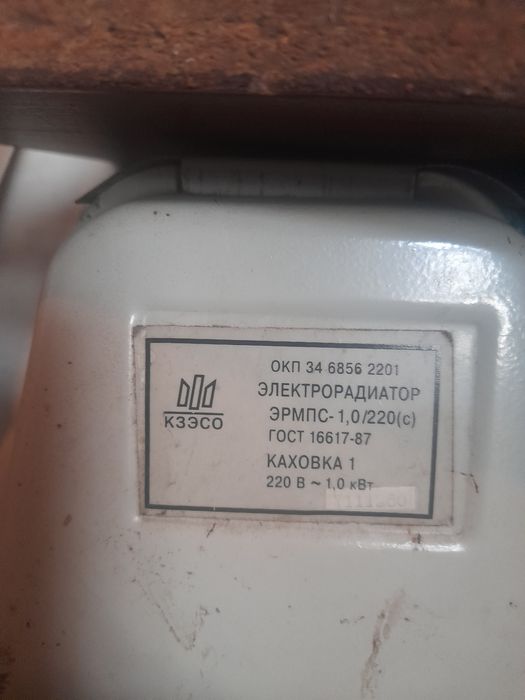 ОКП 34 6856 2201
ЭЛЕКТРОРАДИАТОР
КЗЭСО
ЭРМПС-1,0/220(с)
ГОСТ 16617-87
КАХОВКА 1
220 В ~ 1,0 кВт